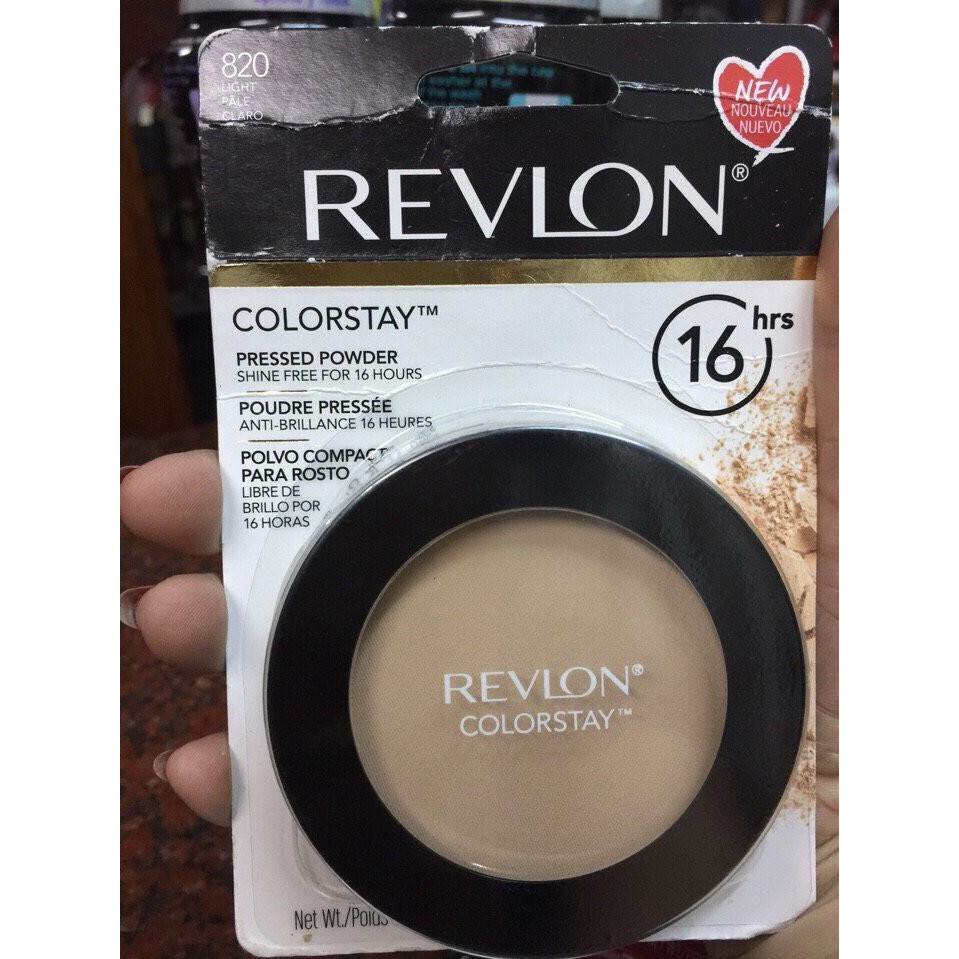 820
LIGHT
PÂLE
CLARO
NEW
NOUVEAU
NUEVO
REVLON®
COLORSTAY™
16 hrs
PRESSED POWDER
SHINE FREE FOR 16 HOURS
POUDRE PRESSÉE
ANTI-BRILLANCE 16 HEURES
POLVO COMPACT
PARA ROSTO
LIBRE DE
BRILLO POR
16 HORAS
REVLON®
COLORSTAY™
Net Wt./Poids